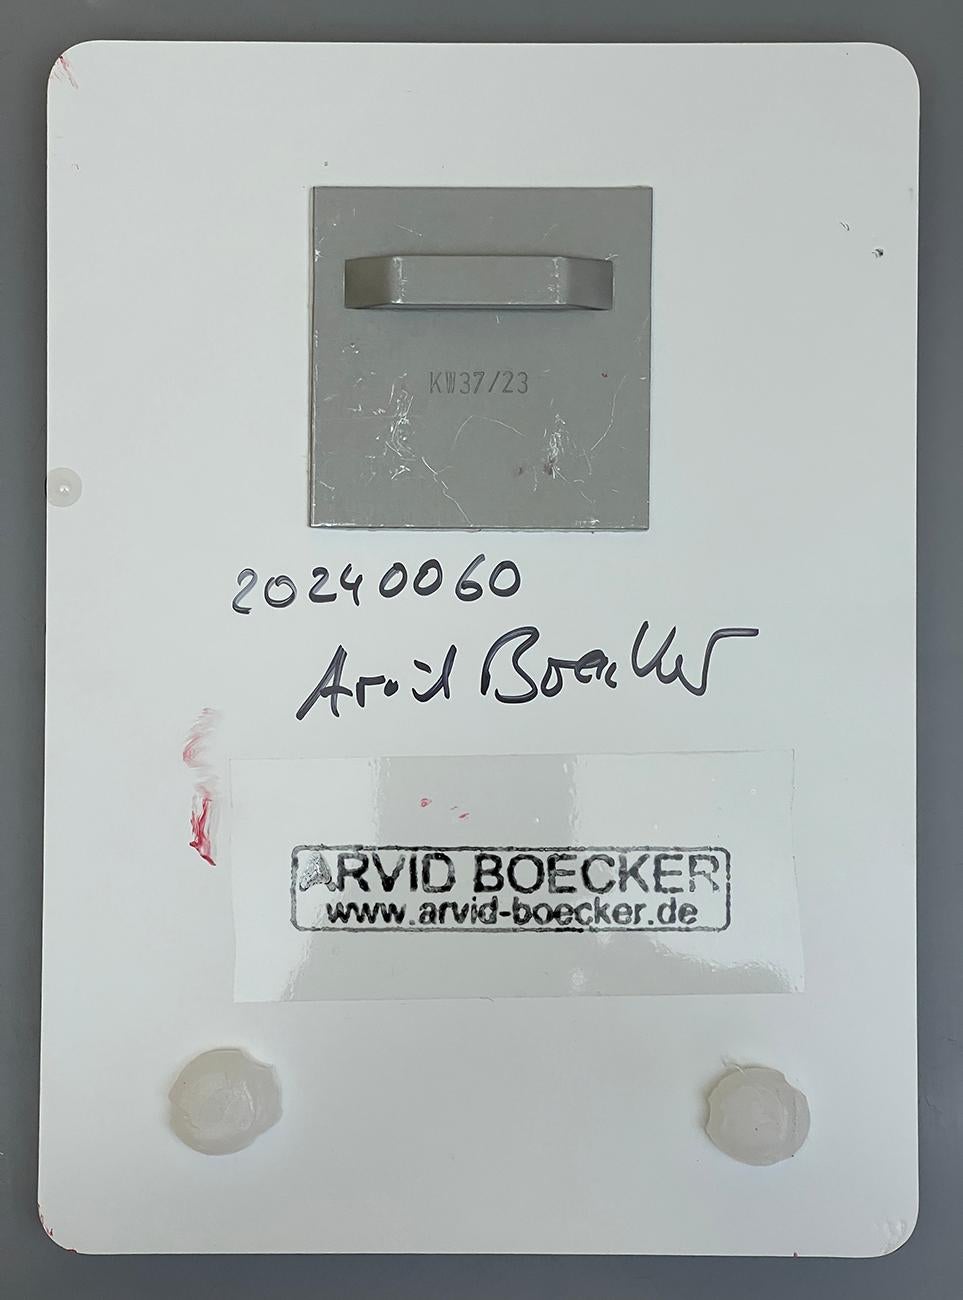 KW37/23
20240060
Arvid Boecker
ARVID BOECKER
www.arvid-boecker.de